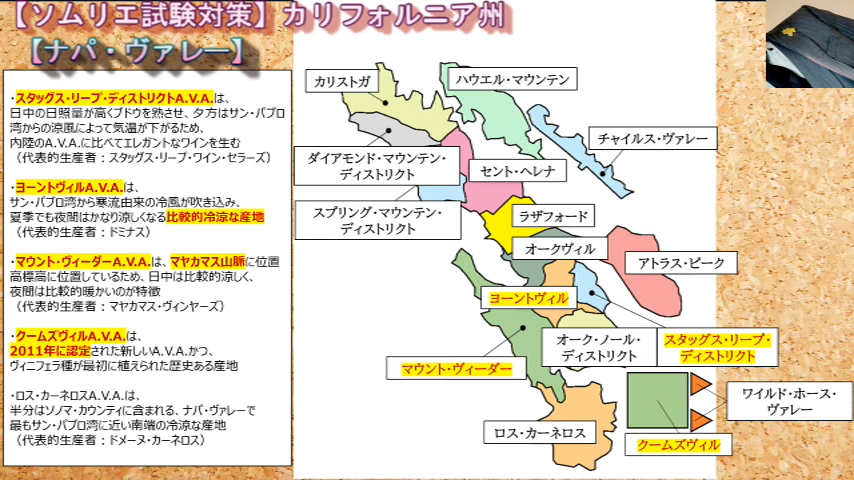 【ソムリエ試験対策】カリフォルニア州
【ナパ・ヴァレー】
・スタッグス・リープ・ディストリクトA.V.A.は、
日中の日照量が高くブドウを熟させ、夕方はサン・パブロ
湾からの涼風によって気温が下がるため、
内陸のA.V.A.に比べてエレガントなワインを生む
（代表的生産者：スタッグス・リープ・ワイン・セラーズ）
・ヨーントヴィルA.V.A.は、
サン・パブロ湾から寒流由来の冷風が吹き込み、
夏季でも夜間はかなり涼しくなる比較的冷涼な産地
（代表的生産者：ドミナス）
・マウント・ヴィーダーA.V.A.は、マヤカマス山脈に位置
高標高に位置しているため、日中は比較的涼しく、
夜間は比較的暖かいのが特徴
（代表的生産者：マヤカマス・ヴィンヤーズ）
・クームズヴィルA.V.A.は、
2011年に認定された新しいA.V.A.かつ、
ヴィニフェラ種が最初に植えられた歴史ある産地
・ロス・カーネロスA.V.A.は、
半分はソノマ・カウンティに含まれる、ナパ・ヴァレーで
最もサン・パブロ湾に近い南端の冷涼な産地
（代表的生産者：ドメーヌ・カーネロス）
カリストガ
ハウエル・マウンテン
チャイルス・ヴァレー
ダイアモンド・マウンテン・
ディストリクト
セント・ヘレナ
スプリング・マウンテン・
ディストリクト
ラザフォード
オークヴィル
アトラス・ピーク
ヨーントヴィル
オーク・ノール・
ディストリクト
スタッグス・リープ・
ディストリクト
マウント・ヴィーダー
ワイルド・ホース・
ヴァレー
ロス・カーネロス
クームズヴィル